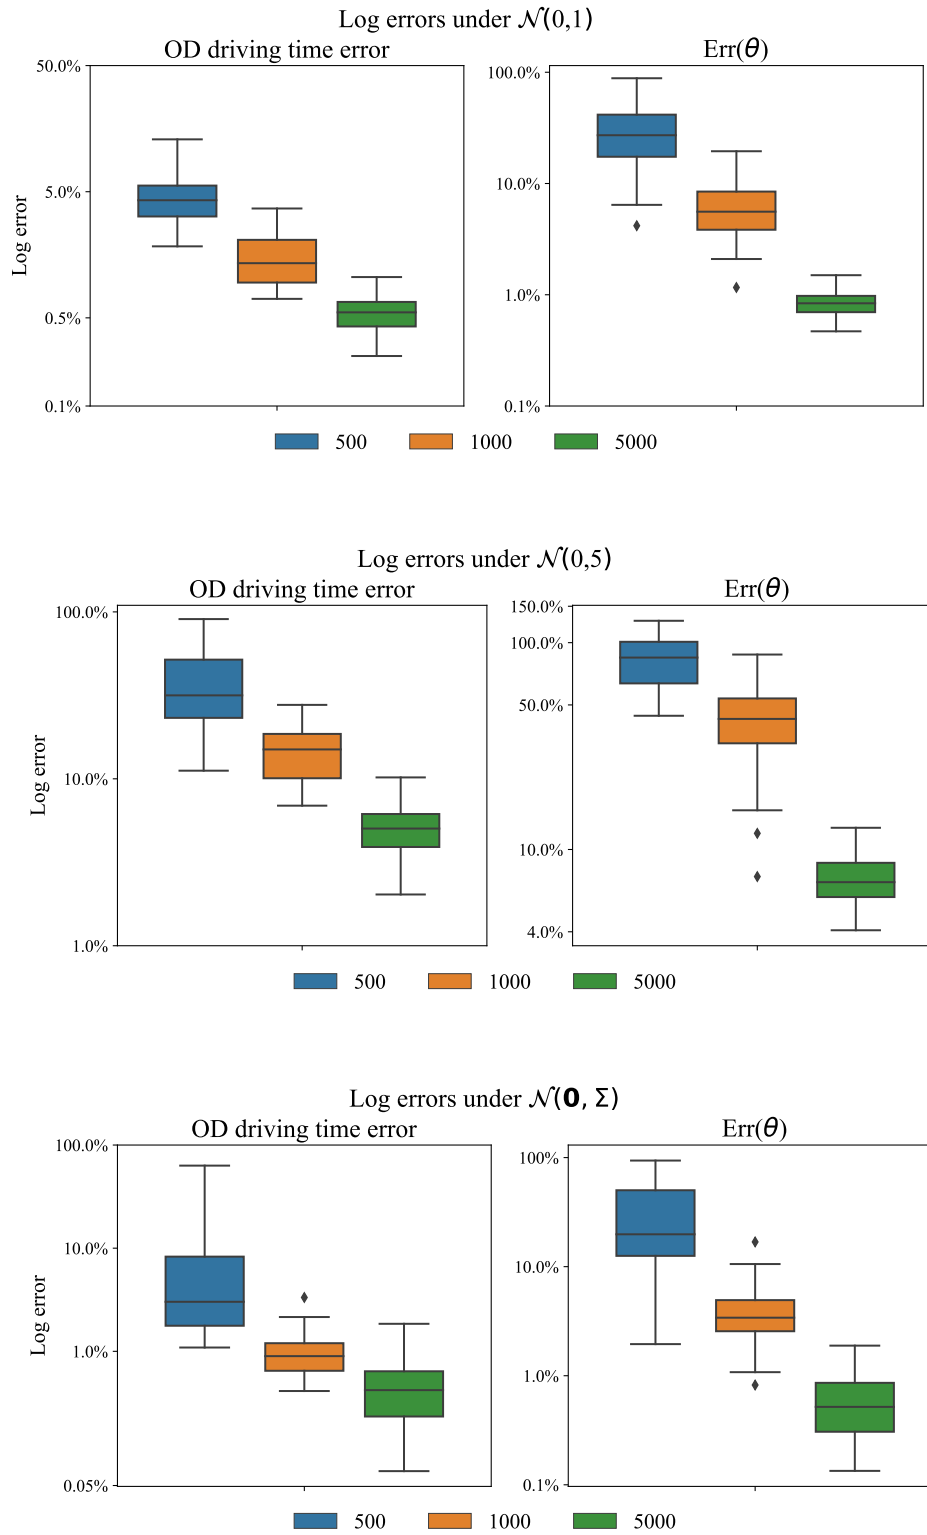 Log errors under 𝒩(0,1)
OD driving time error
Err(θ)
Log error
50.0%
5.0%
0.5%
0.1%
100.0%
10.0%
1.0%
0.1%
500
1000
5000
Log errors under 𝒩(0,5)
OD driving time error
Err(θ)
Log error
100.0%
10.0%
1.0%
150.0%
100.0%
50.0%
10.0%
4.0%
500
1000
5000
Log errors under 𝒩(𝟎, Σ)
OD driving time error
Err(θ)
Log error
100.0%
10.0%
1.0%
0.05%
100%
10.0%
1.0%
0.1%
500
1000
5000